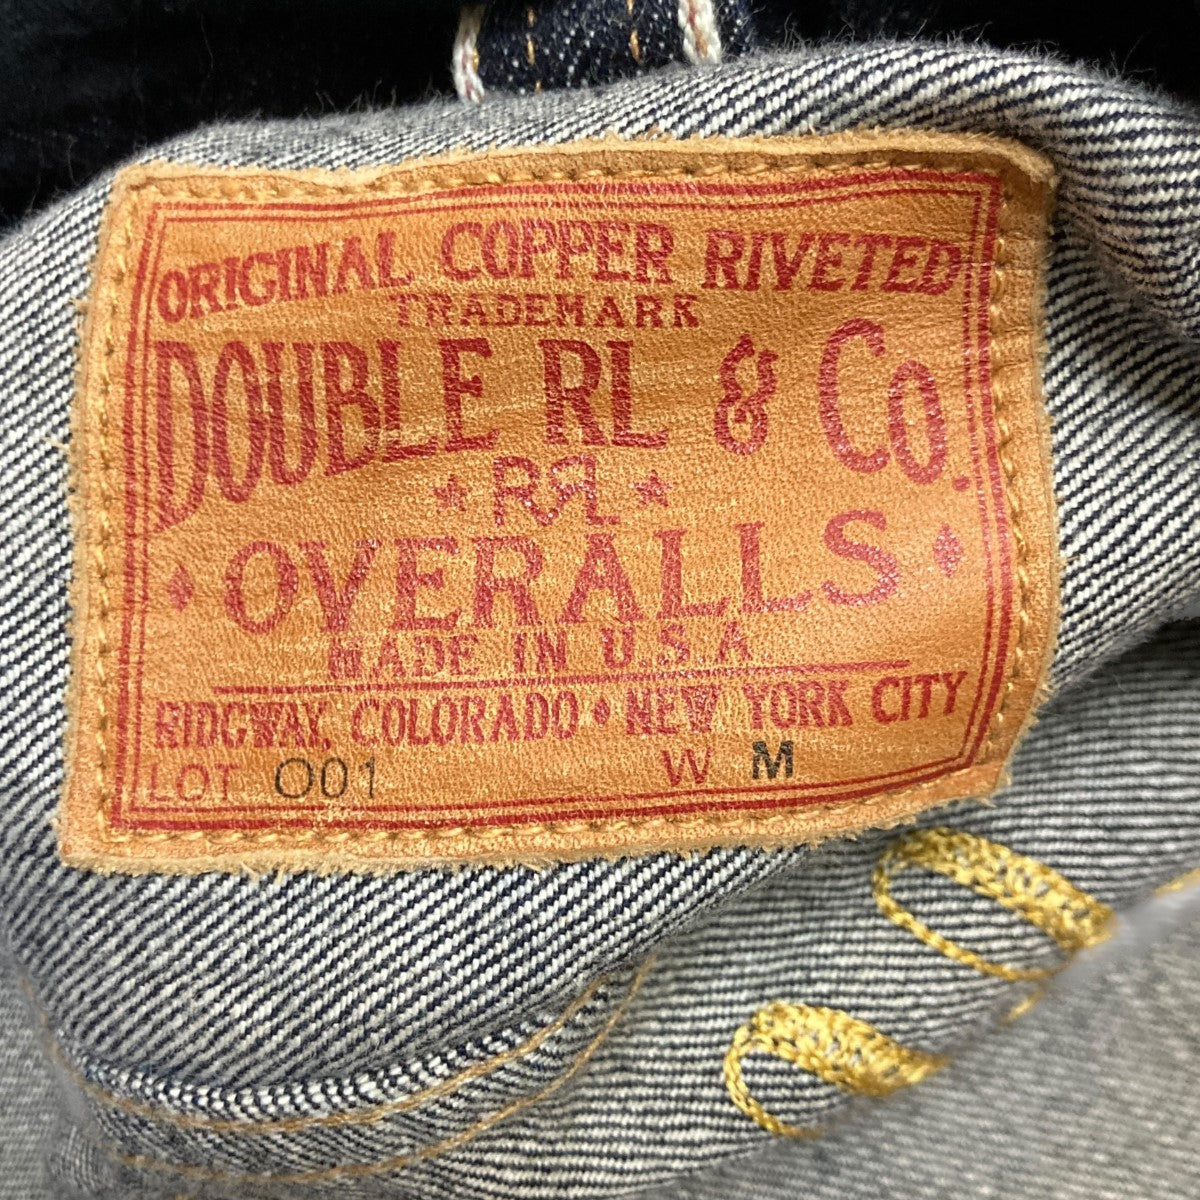 ORIGINAL COPPER RIVETED
TRADEMARK
DOUBLE RL & CO.
★ RRL ★
OVERALLS
MADE IN U.S.A
RIDGWAY, COLORADO • NEW YORK CITY
LOT 001 W M